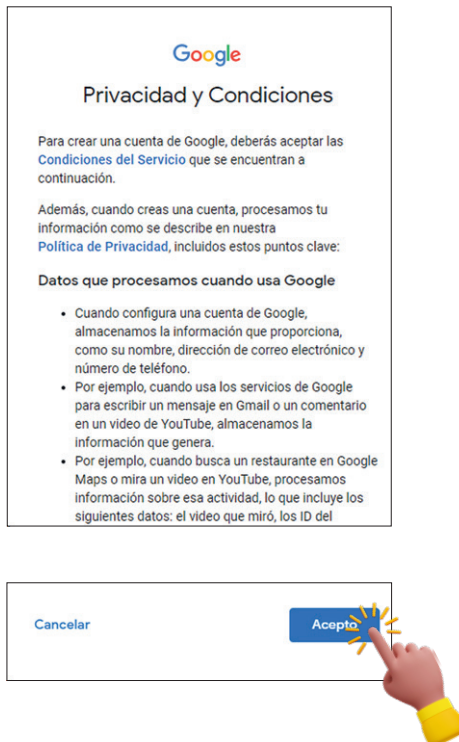 Google
Privacidad y Condiciones
Para crear una cuenta de Google, deberás aceptar las
Condiciones del Servicio que se encuentran a
continuación.
Además, cuando creas una cuenta, procesamos tu
información como se describe en nuestra
Política de Privacidad, incluidos estos puntos clave:
Datos que procesamos cuando usa Google
• Cuando configura una cuenta de Google,
almacenamos la información que proporciona,
como su nombre, dirección de correo electrónico y
número de teléfono.
• Por ejemplo, cuando usa los servicios de Google
para escribir un mensaje en Gmail o un comentario
en un video de YouTube, almacenamos la
información que genera.
• Por ejemplo, cuando busca un restaurante en Google
Maps o mira un video en YouTube, procesamos
información sobre esa actividad, lo que incluye los
siguientes datos: el video que miró, los ID del
Cancelar
Acepto